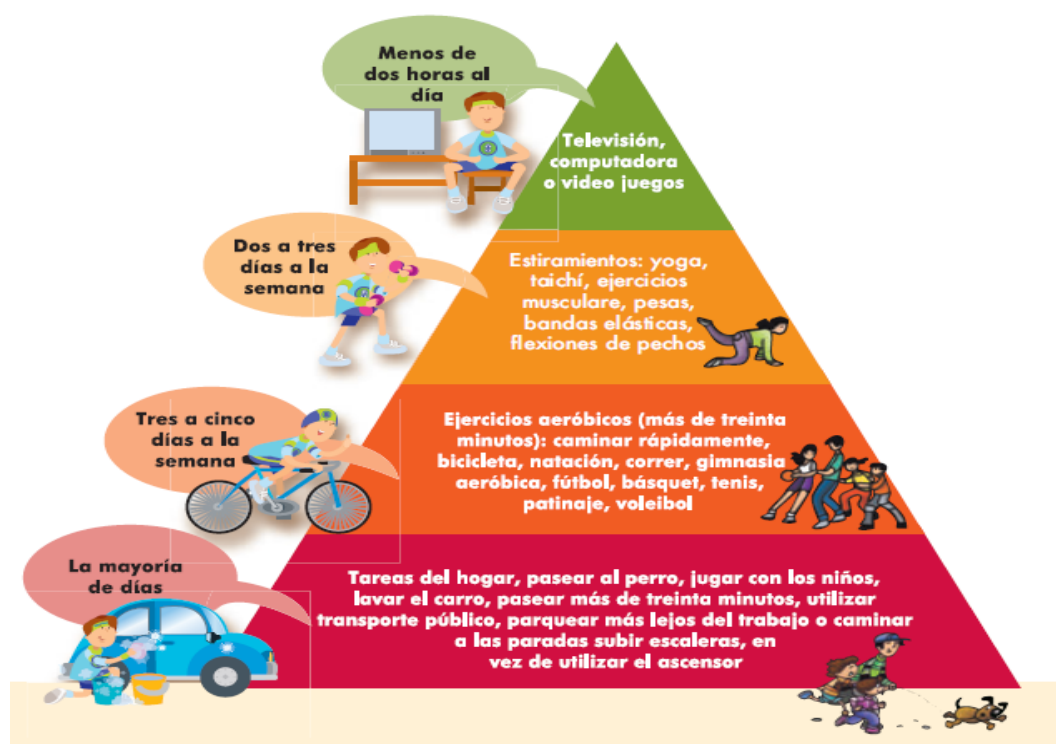 Menos de
dos horas al
día
Televisión,
computadora
o video juegos
Dos a tres
días a la
semana
Estiramientos: yoga,
taichí, ejercicios
musculare, pesas,
bandas elásticas,
flexiones de pechos
Tres a cinco
días a la
semana
Ejercicios aeróbicos (más de treinta
minutos): caminar rápidamente,
bicicleta, natación, correr, gimnasia
aeróbica, fútbol, básquet, tenis,
patinaje, voleibol
La mayoría
de días
Tareas del hogar, pasear al perro, jugar con los niños,
lavar el carro, pasear más de treinta minutos, utilizar
transporte público, parquear más lejos del trabajo o caminar
a las paradas subir escaleras, en
vez de utilizar el ascensor